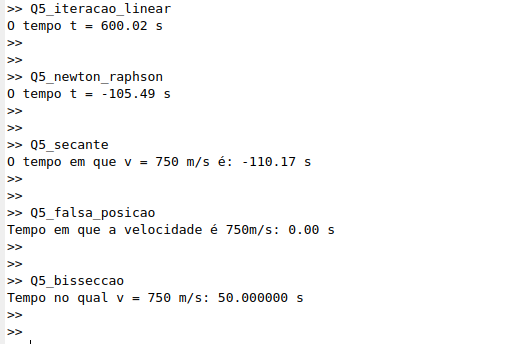 >> Q5_iteracao_linear
O tempo t = 600.02 s
>>
>>
>> Q5_newton_raphson
O tempo t = -105.49 s
>>
>>
>> Q5_secante
O tempo em que v = 750 m/s é: -110.17 s
>>
>>
>> Q5_falsa_posicao
Tempo em que a velocidade é 750m/s: 0.00 s
>>
>>
>> Q5_bisseccao
Tempo no qual v = 750 m/s: 50.000000 s
>>
>>